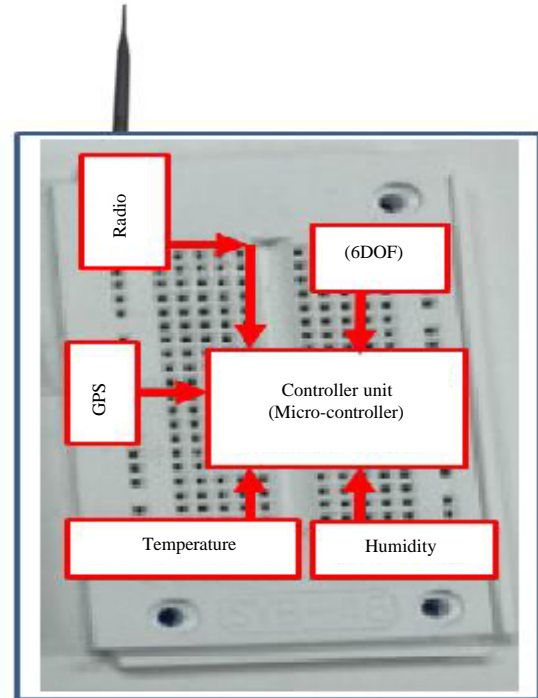 Radio
(6DOF)
GPS
Controller unit
(Micro-controller)
Temperature
Humidity